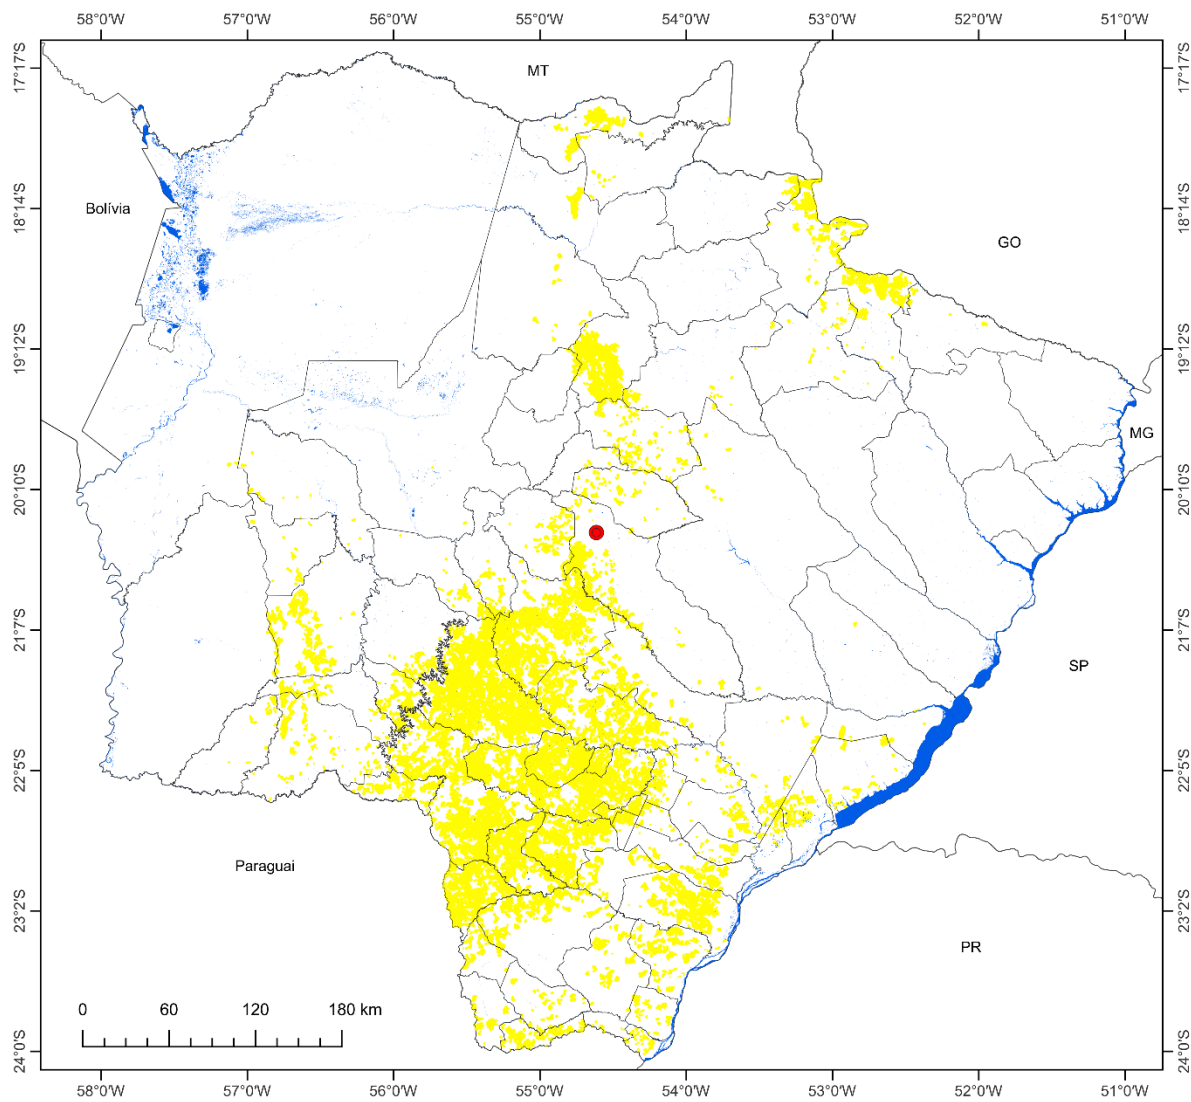 58°0'W 57°0'W 56°0'W 55°0'W 54°0'W 53°0'W 52°0'W 51°0'W
17°17'S 17°17'S
MT
18°14'S Bolívia 18°14'S
GO
19°12'S 19°12'S
MG
20°10'S 20°10'S
21°7'S 21°7'S
SP
22°5'S 22°5'S
Paraguai
23°2'S 23°2'S
PR
0 60 120 180 km
24°0'S 24°0'S
58°0'W 57°0'W 56°0'W 55°0'W 54°0'W 53°0'W 52°0'W 51°0'W